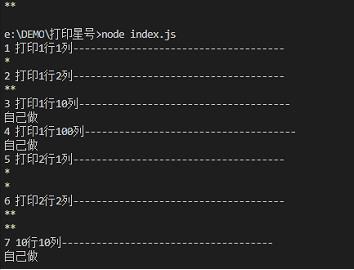 **
e:\DEMO\打印星号>node index.js
1 打印1行1列-------------------------------------
*
2 打印1行2列-------------------------------------
**
3 打印1行10列-------------------------------------
自己做
4 打印1行100列-------------------------------------
自己做
5 打印2行1列-------------------------------------
*
*
6 打印2行2列-------------------------------------
**
**
7 10行10列-------------------------------------
自己做